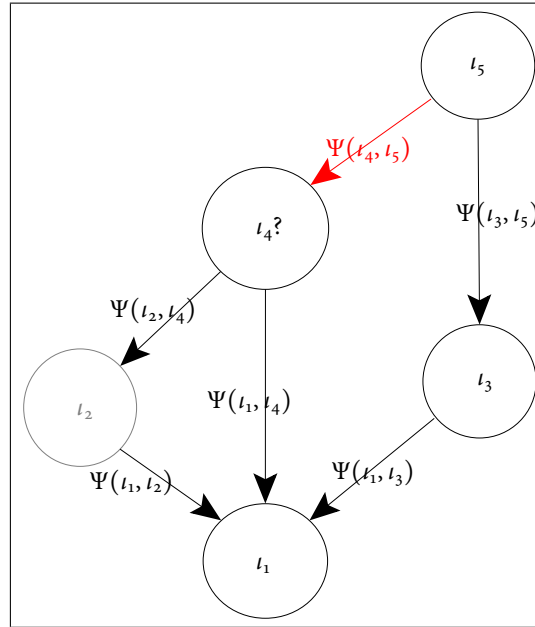 ι₅
Ψ(ι₄, ι₅)
Ψ(ι₃, ι₅)
ι₄?
Ψ(ι₂, ι₄)
ι₃
Ψ(ι₁, ι₄)
ι₂
Ψ(ι₁, ι₃)
Ψ(ι₁, ι₂)
ι₁